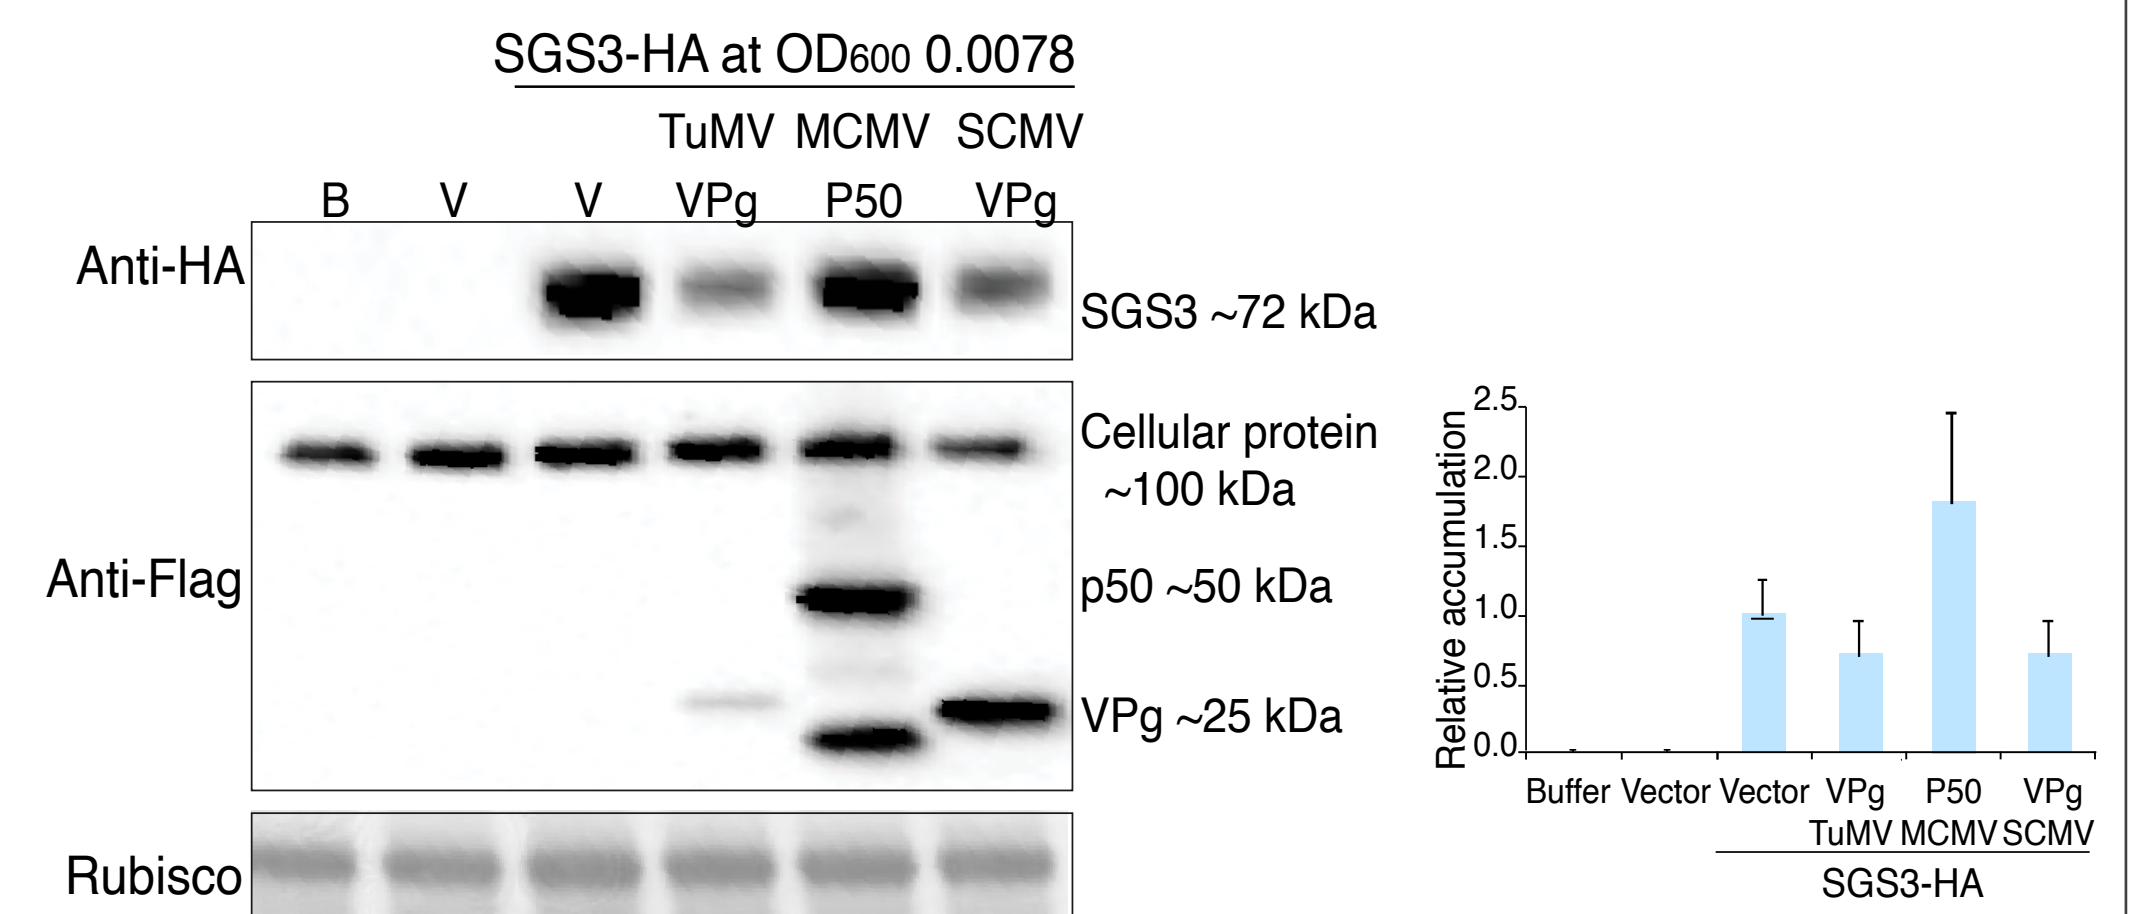 SGS3-HA at OD600 0.0078
TuMV MCMV SCMV
B V V VPg P50 VPg
Anti-HA
SGS3 ~72 kDa
Cellular protein
~100 kDa
Anti-Flag
p50 ~50 kDa
VPg ~25 kDa
Rubisco
Relative accumulation
2.5
2.0
1.5
1.0
0.5
0.0
Buffer Vector Vector VPg P50 VPg
TuMV MCMV SCMV
SGS3-HA